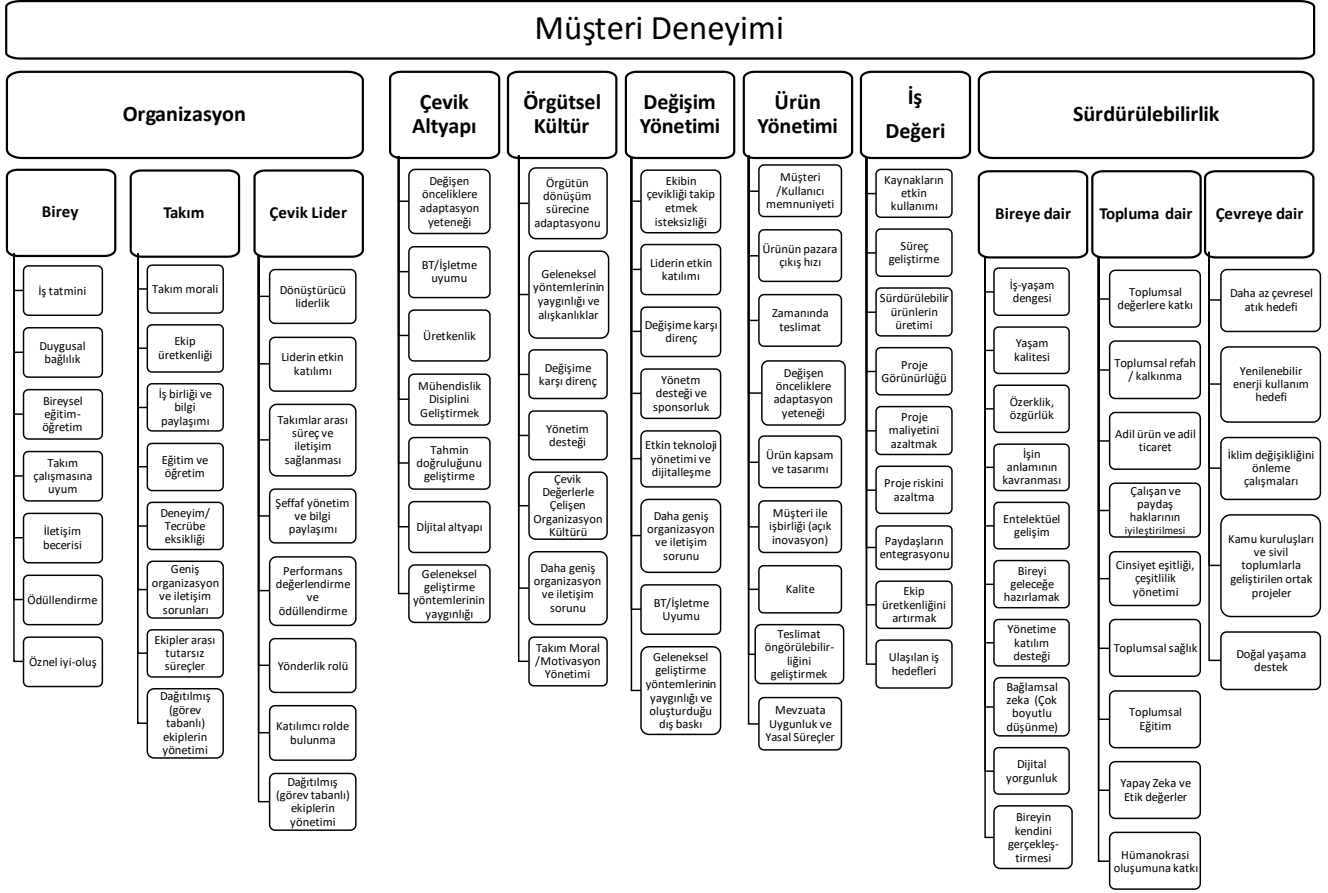 Müşteri Deneyimi
Organizasyon
Çevik
Altyapı
Örgütsel
Kültür
Değişim
Yönetimi
Ürün
Yönetimi
İş
Değeri
Sürdürülebilirlik
Birey
Takım
Çevik Lider
Bireye dair
Topluma dair
Çevreye dair
İş tatmini
Duygusal
bağlılık
Bireysel
eğitim-
öğretim
Takım
çalışmasına
uyum
İletişim
becerisi
Ödüllendirme
Öznel iyi-oluş
Takım morali
Ekip
üretkenliği
İş birliği ve
bilgi
paylaşımı
Eğitim ve
öğretim
Deneyim/
Tecrübe
eksikliği
Geniş
organizasyon
ve iletişim
sorunları
Ekipler arası
tutarsız
süreçler
Dağıtılmış
(görev
tabanlı)
ekiplerin
yönetimi
Dönüştürücü
liderlik
Liderin etkin
katılımı
Takımlar arası
süreç ve
iletişim
sağlanması
Şeffaf yönetim
ve bilgi
paylaşımı
Performans
değerlendirme
ve
ödüllendirme
Yönderlik rolü
Katılımcı rolde
bulunma
Dağıtılmış
(görev tabanlı)
ekiplerin
yönetimi
Değişen
önceliklere
adaptasyon
yeteneği
BT/İşletme
uyumu
Üretkenlik
Mühendislik
Disiplini
Geliştirmek
Tahmin
doğruluğunu
geliştirme
Dİjital altyapı
Geleneksel
geliştirme
yöntemlerinin
yaygınlığı
Örgütün
dönüşüm
sürecine
adaptasyonu
Geleneksel
yöntemlerinin
yaygınlığı ve
alışkanlıklar
Değişime
karşı direnç
Yönetim
desteği
Çevik
Değerlerle
Çelişen
Organizasyon
Kültürü
Daha geniş
organizasyon
ve iletişim
sorunu
Takım Moral
/Motivasyon
Yönetimi
Ekibin
çevikliği takip
etmek
isteksizliği
Liderin etkin
katılımı
Değişime karşı
direnç
Yönetm
desteği ve
sponsorluk
Etkin teknoloji
yönetimi ve
dijitalleşme
Daha geniş
organizasyon
ve iletişim
sorunu
BT/İşletme
Uyumu
Geleneksel
geliştirme
yöntemlerinin
yaygınlığı ve
oluşturduğu
dış baskı
Müşteri
/Kullanıcı
memnuniyeti
Ürünün pazara
çıkış hızı
Zamanında
teslimat
Değişen
önceliklere
adaptasyon
yeteneği
Ürün kapsam
ve tasarımı
Müşteri ile
işbirliği (açık
inovasyon)
Kalite
Teslimat
öngörülebilir-
liğini
geliştirmek
Mevzuata
Uygunluk ve
Yasal Süreçler
Kaynakların
etkin
kullanımı
Süreç
geliştirme
Sürdürülebilir
ürünlerin
üretimi
Proje
Görünürlüğü
Proje
maliyetini
azaltmak
Proje riskini
azaltma
Paydaşların
entegrasyonu
Ekip
üretkenliğini
artırmak
Ulaşılan iş
hedefleri
İş-yaşam
dengesi
Yaşam
kalitesi
Özerklik,
özgürlük
İşin
anlamının
kavranması
Entelektüel
gelişim
Bireyi
geleceğe
hazırlamak
Yönetime
katılım
desteği
Bağlamsal
zeka (Çok
boyutlu
düşünme)
Dijital
yorgunluk
Bireyin
kendini
gerçekleş-
tirmesi
Toplumsal
değerlere katkı
Toplumsal refah
/ kalkınma
Adil ürün ve adil
ticaret
Çalışan ve
paydaş
haklarının
iyileştirilmesi
Cinsiyet eşitliği,
çeşitlilik
yönetimi
Toplumsal sağlık
Toplumsal
Eğitim
Yapay Zeka ve
Etik değerler
Hümanokrasi
oluşumuna katkı
Daha az çevresel
atık hedefi
Yenilenebilir
enerji kullanım
hedefi
İklim değişikliğini
önleme
çalışmaları
Kamu kuruluşları
ve sivil
toplumlarla
geliştirilen ortak
projeler
Doğal yaşama
destek